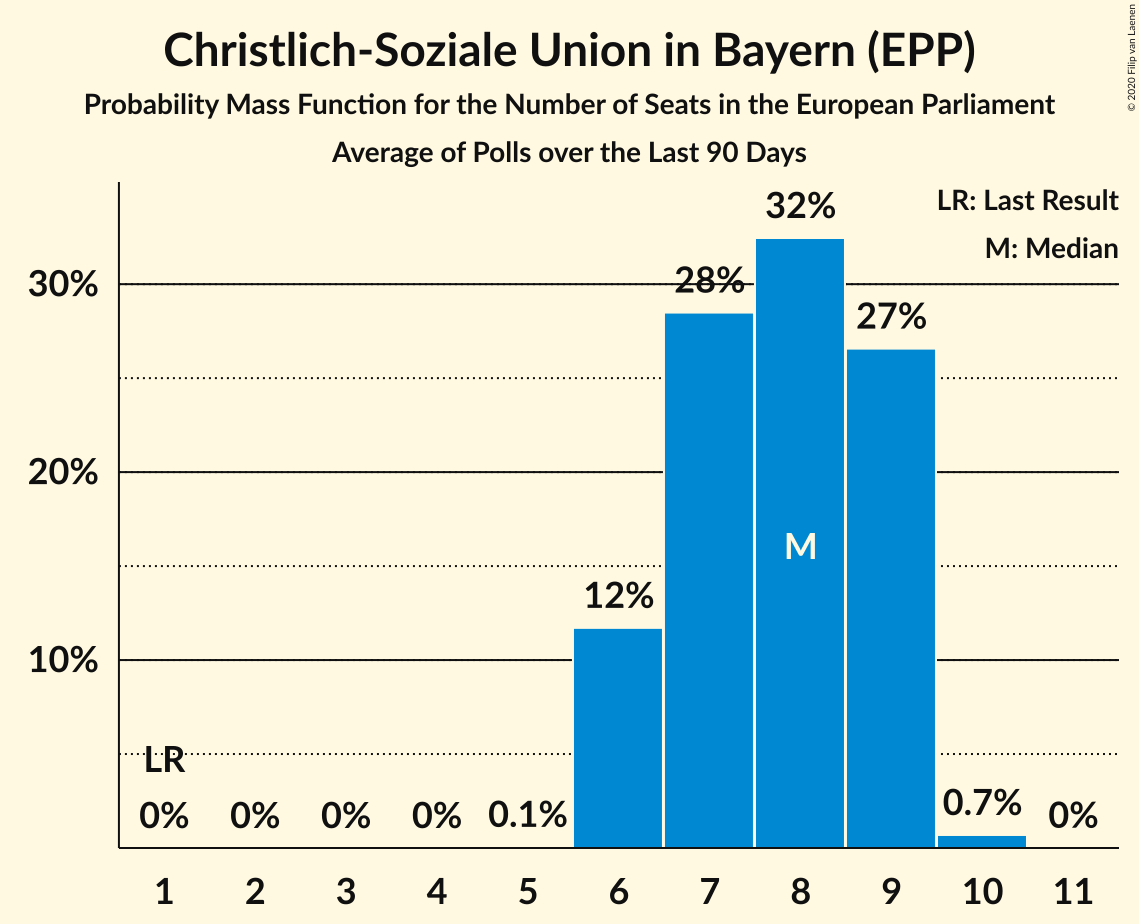 Christlich-Soziale Union in Bayern (EPP)
Probability Mass Function for the Number of Seats in the European Parliament
Average of Polls over the Last 90 Days
© 2020 Filip van Laenen
LR: Last Result
M: Median
30%
20%
10%
LR
0%
0%
0%
0%
0.1%
12%
28%
32%
M
27%
0.7%
0%
1 2 3 4 5 6 7 8 9 10 11